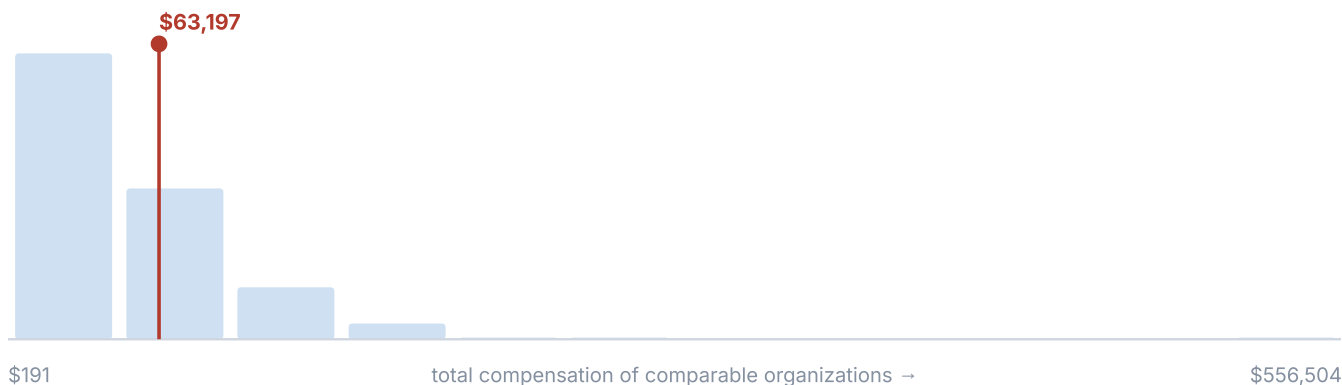 $63,197
$191
total compensation of comparable organizations →
$556,504